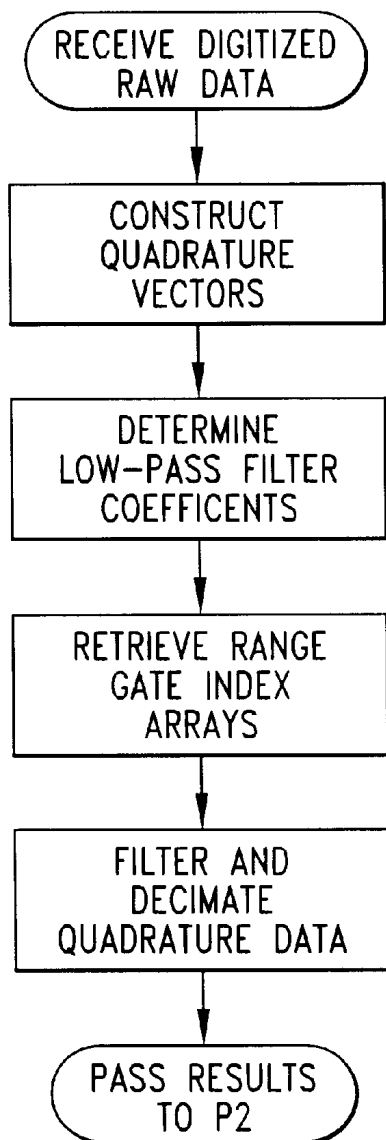 RECEIVE DIGITIZED
RAW DATA
CONSTRUCT
QUADRATURE
VECTORS
DETERMINE
LOW-PASS FILTER
COEFFICENTS
RETRIEVE RANGE
GATE INDEX
ARRAYS
FILTER AND
DECIMATE
QUADRATURE DATA
PASS RESULTS
TO P2